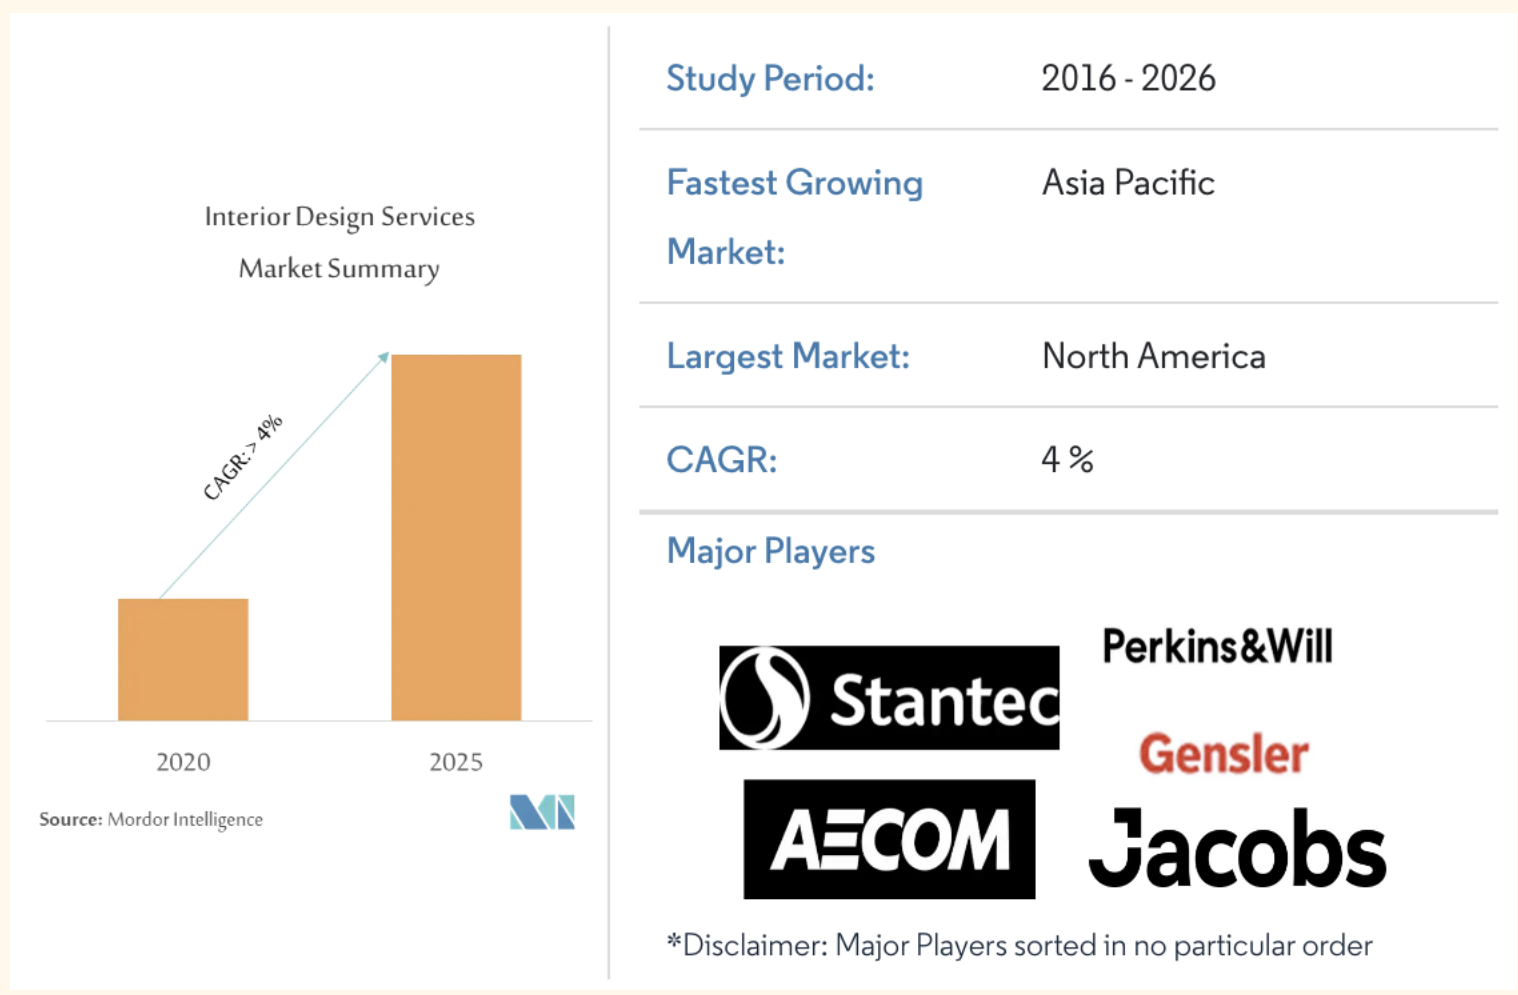 Interior Design Services
Market Summary
CAGR: > 4%
2020
2025
Source: Mordor Intelligence
Study Period: 2016 - 2026
Fastest Growing Asia Pacific
Market:
Largest Market: North America
CAGR: 4 %
Major Players
Stantec
Perkins&Will
Gensler
AECOM
Jacobs
*Disclaimer: Major Players sorted in no particular order